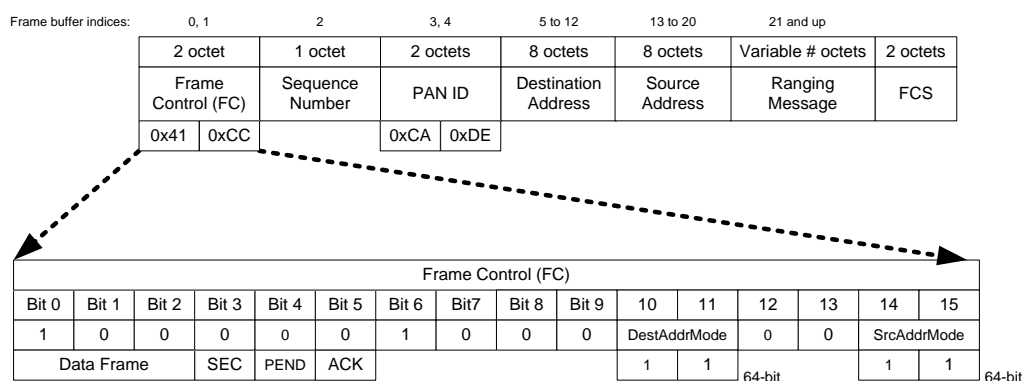 Frame buffer indices: 0, 1 2 3, 4 5 to 12 13 to 20 21 and up
2 octet 1 octet 2 octets 8 octets 8 octets Variable # octets 2 octets
Frame Control (FC) Sequence Number PAN ID Destination Address Source Address Ranging Message FCS
0x41 0xCC 0xCA 0xDE
Frame Control (FC)
Bit 0 Bit 1 Bit 2 Bit 3 Bit 4 Bit 5 Bit 6 Bit7 Bit 8 Bit 9 10 11 12 13 14 15
1 0 0 0 0 0 1 0 0 0 DestAddrMode 0 0 SrcAddrMode
Data Frame SEC PEND ACK 1 1 64-bit 1 1 64-bit